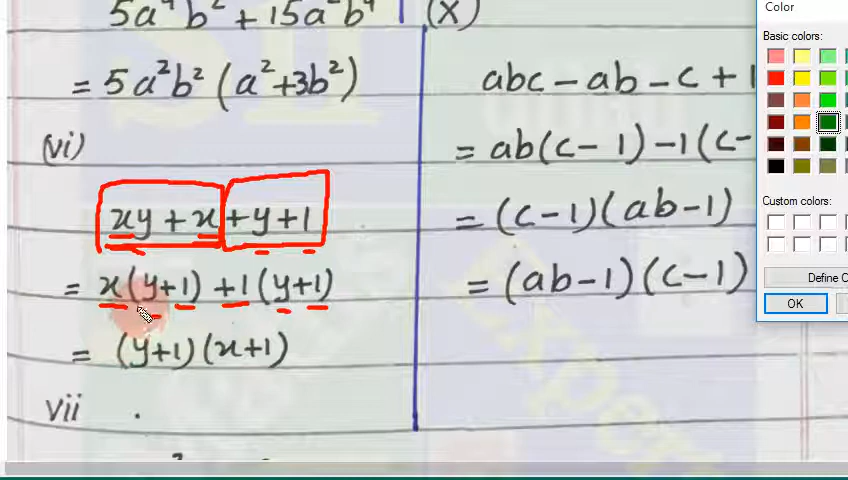 5a⁴b² + 15a²b⁴
= 5a²b² (a²+3b²)
(vi)
xy + x + y + 1
= x(y+1) +1 (y+1)
= (y+1) (x+1)
vii .
(X)
abc - ab - c + 1
= ab(c-1) -1(c-
= (c-1)(ab-1)
= (ab-1)(c-1)
Color
Basic colors:
Custom colors:
Define C
OK